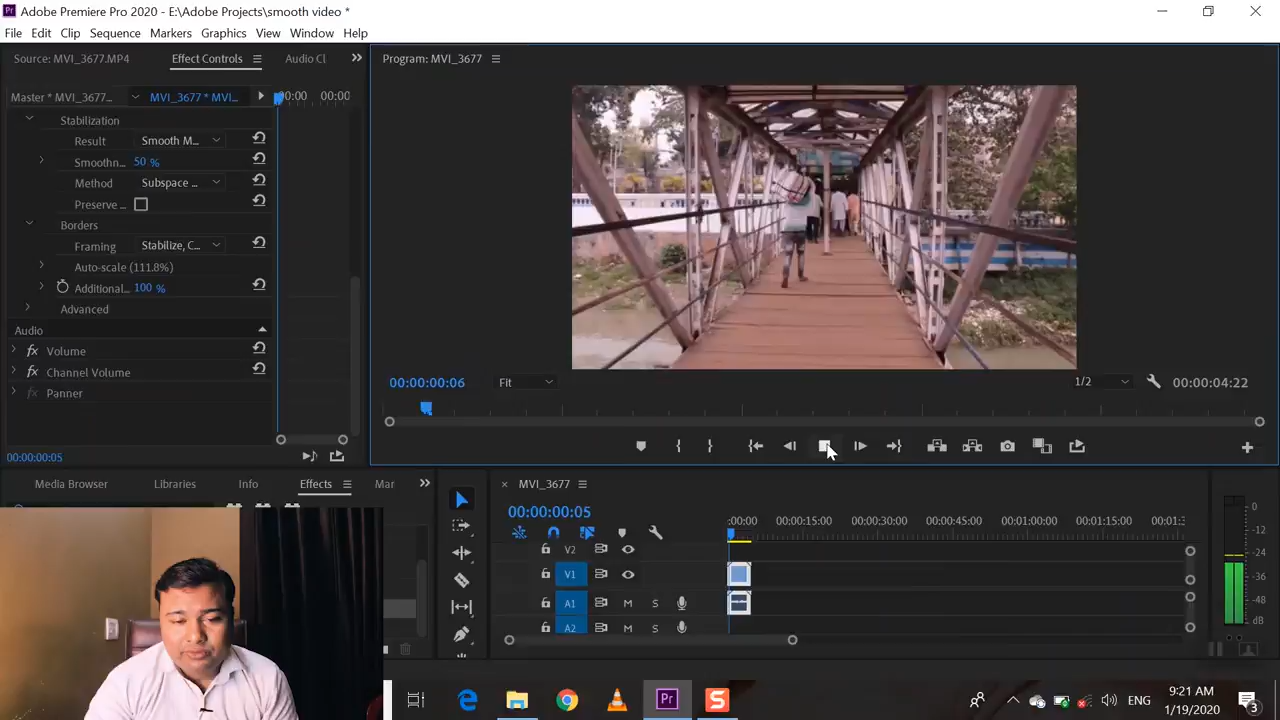 Adobe Premiere Pro 2020 - E:\Adobe Projects\smooth video *
File Edit Clip Sequence Markers Graphics View Window Help
Source: MVI_3677.MP4 Effect Controls Audio Cl
Master * MVI_3677... MVI_3677 * MVI... 00:00 00:00
Stabilization
Result Smooth M...
Smoothn... 50 %
Method Subspace ...
Preserve ...
Borders
Framing Stabilize, C...
Auto-scale (111.8%)
Additional... 100 %
Advanced
Audio
fx Volume
fx Channel Volume
fx Panner
00:00:00:05
Program: MVI_3677
00:00:00:06 Fit 1/2 00:00:04:22
Media Browser Libraries Info Effects Mar
× MVI_3677
00:00:00:05
:00:00 00:00:15:00 00:00:30:00 00:00:45:00 00:01:00:00 00:01:15:00 00:01:3
V2
V1
A1 M S
A2 M S
0
-12
-24
-36
-48
dB
Pr S ENG 9:21 AM
1/19/2020 3